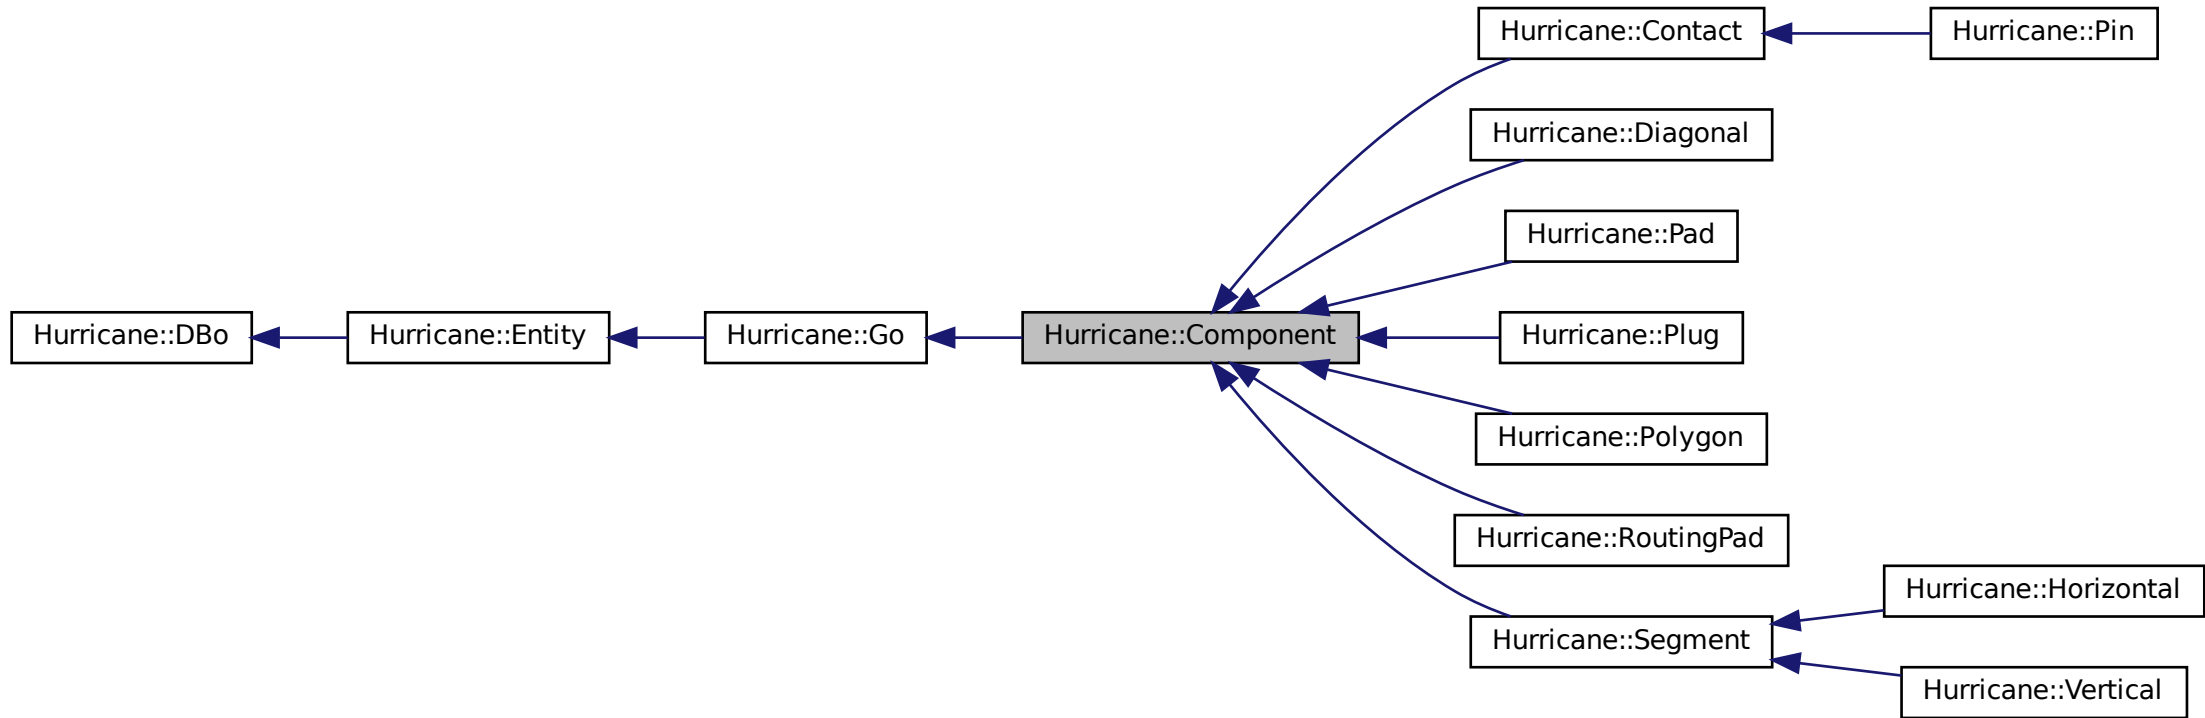 Hurricane::Contact
Hurricane::Pin
Hurricane::Diagonal
Hurricane::Pad
Hurricane::DBo
Hurricane::Entity
Hurricane::Go
Hurricane::Component
Hurricane::Plug
Hurricane::Polygon
Hurricane::RoutingPad
Hurricane::Horizontal
Hurricane::Segment
Hurricane::Vertical